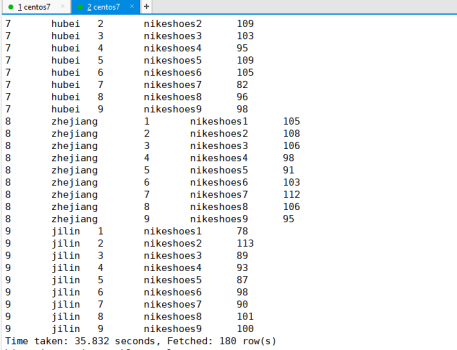 1 centos7 × 2 centos7 × +
7 hubei 2 nikeshoes2 109
7 hubei 3 nikeshoes3 103
7 hubei 4 nikeshoes4 95
7 hubei 5 nikeshoes5 109
7 hubei 6 nikeshoes6 105
7 hubei 7 nikeshoes7 82
7 hubei 8 nikeshoes8 96
7 hubei 9 nikeshoes9 98
8 zhejiang 1 nikeshoes1 105
8 zhejiang 2 nikeshoes2 108
8 zhejiang 3 nikeshoes3 106
8 zhejiang 4 nikeshoes4 98
8 zhejiang 5 nikeshoes5 91
8 zhejiang 6 nikeshoes6 103
8 zhejiang 7 nikeshoes7 112
8 zhejiang 8 nikeshoes8 106
8 zhejiang 9 nikeshoes9 95
9 jilin 1 nikeshoes1 78
9 jilin 2 nikeshoes2 113
9 jilin 3 nikeshoes3 89
9 jilin 4 nikeshoes4 93
9 jilin 5 nikeshoes5 87
9 jilin 6 nikeshoes6 98
9 jilin 7 nikeshoes7 90
9 jilin 8 nikeshoes8 101
9 jilin 9 nikeshoes9 100
Time taken: 35.832 seconds, Fetched: 180 row(s)